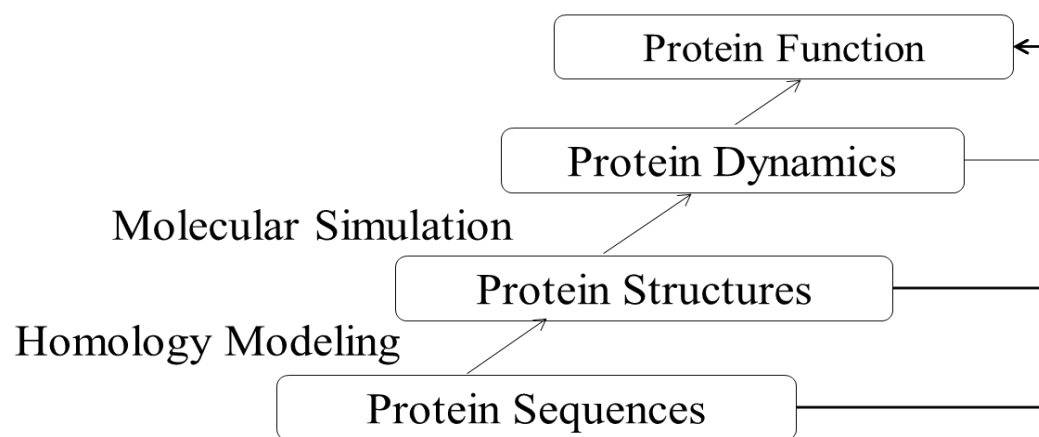 Protein Function
Protein Dynamics
Molecular Simulation
Protein Structures
Homology Modeling
Protein Sequences